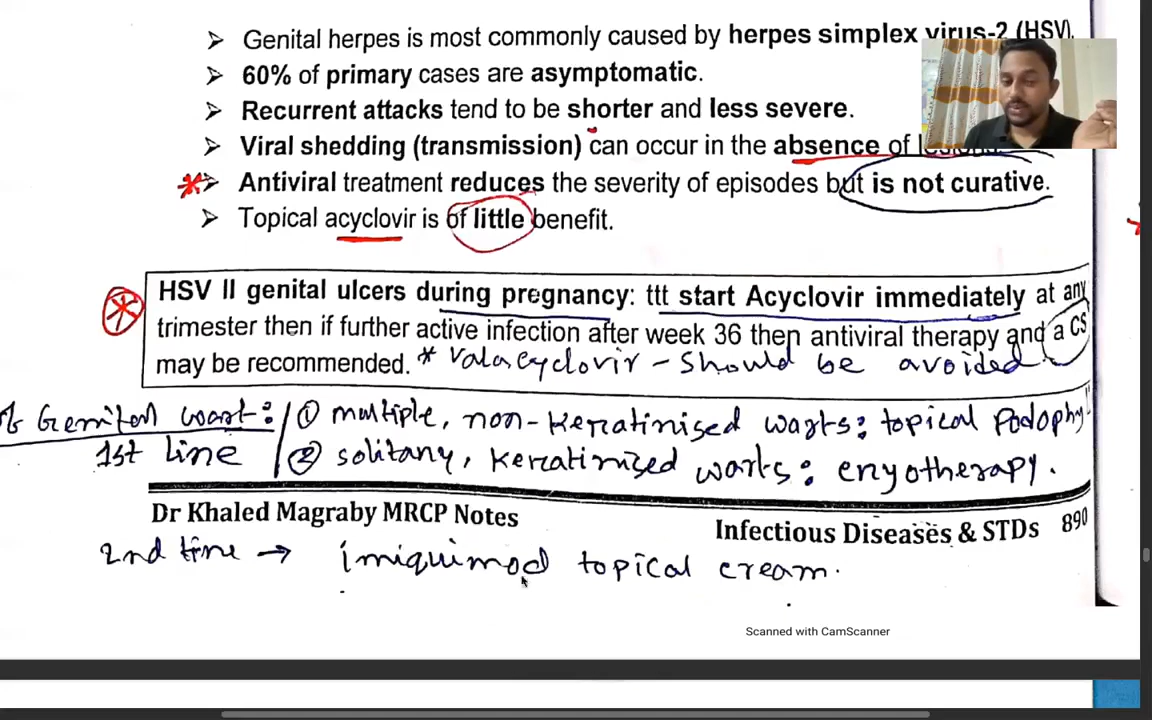 ➢ Genital herpes is most commonly caused by herpes simplex virus-2 (HSV).
➢ 60% of primary cases are asymptomatic.
➢ Recurrent attacks tend to be shorter and less severe.
➢ Viral shedding (transmission) can occur in the absence of
➢ Antiviral treatment reduces the severity of episodes but is not curative.
➢ Topical acyclovir is of little benefit.
HSV II genital ulcers during pregnancy: ttt start Acyclovir immediately at any
trimester then if further active infection after week 36 then antiviral therapy and a CS
may be recommended. * Valacyclovir - should be avoided
of Genital wart: / ① multiple, non-keratinised warts: topical Podophy
1st line / ② solitary, keratinised warts: cryotherapy.
Dr Khaled Magraby MRCP Notes Infectious Diseases & STDs 890
2nd line → imiquimod topical cream.
Scanned with CamScanner